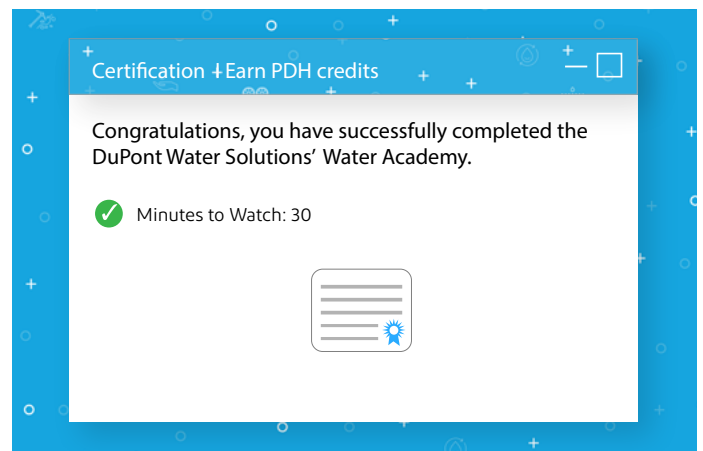 Certification + Earn PDH credits
Congratulations, you have successfully completed the
DuPont Water Solutions’ Water Academy.
Minutes to Watch: 30